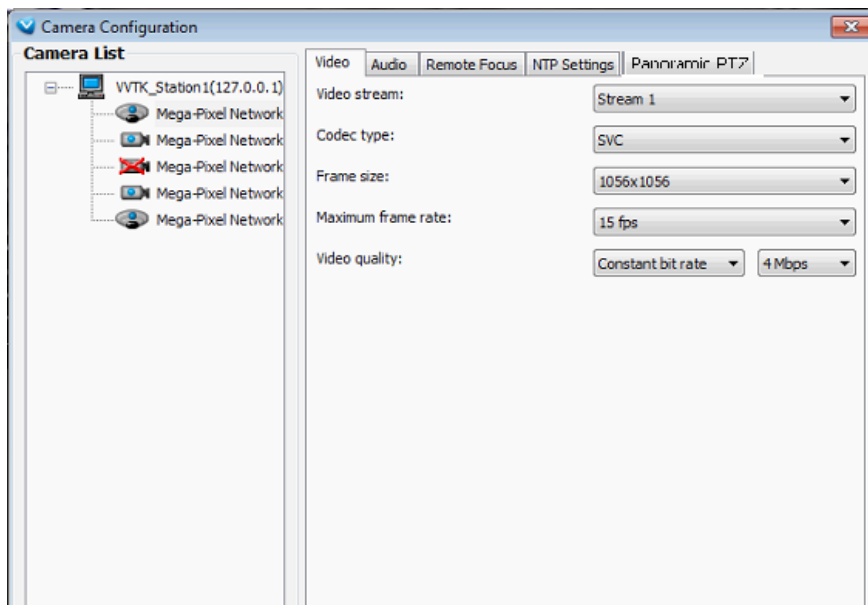 Camera Configuration
Camera List
VVTK_Station1(127.0.0.1)
Mega-Pixel Network
Mega-Pixel Network
Mega-Pixel Network
Mega-Pixel Network
Mega-Pixel Network
Video Audio Remote Focus NTP Settings Panoramic PTZ
Video stream: Stream 1
Codec type: SVC
Frame size: 1056x1056
Maximum frame rate: 15 fps
Video quality: Constant bit rate 4 Mbps